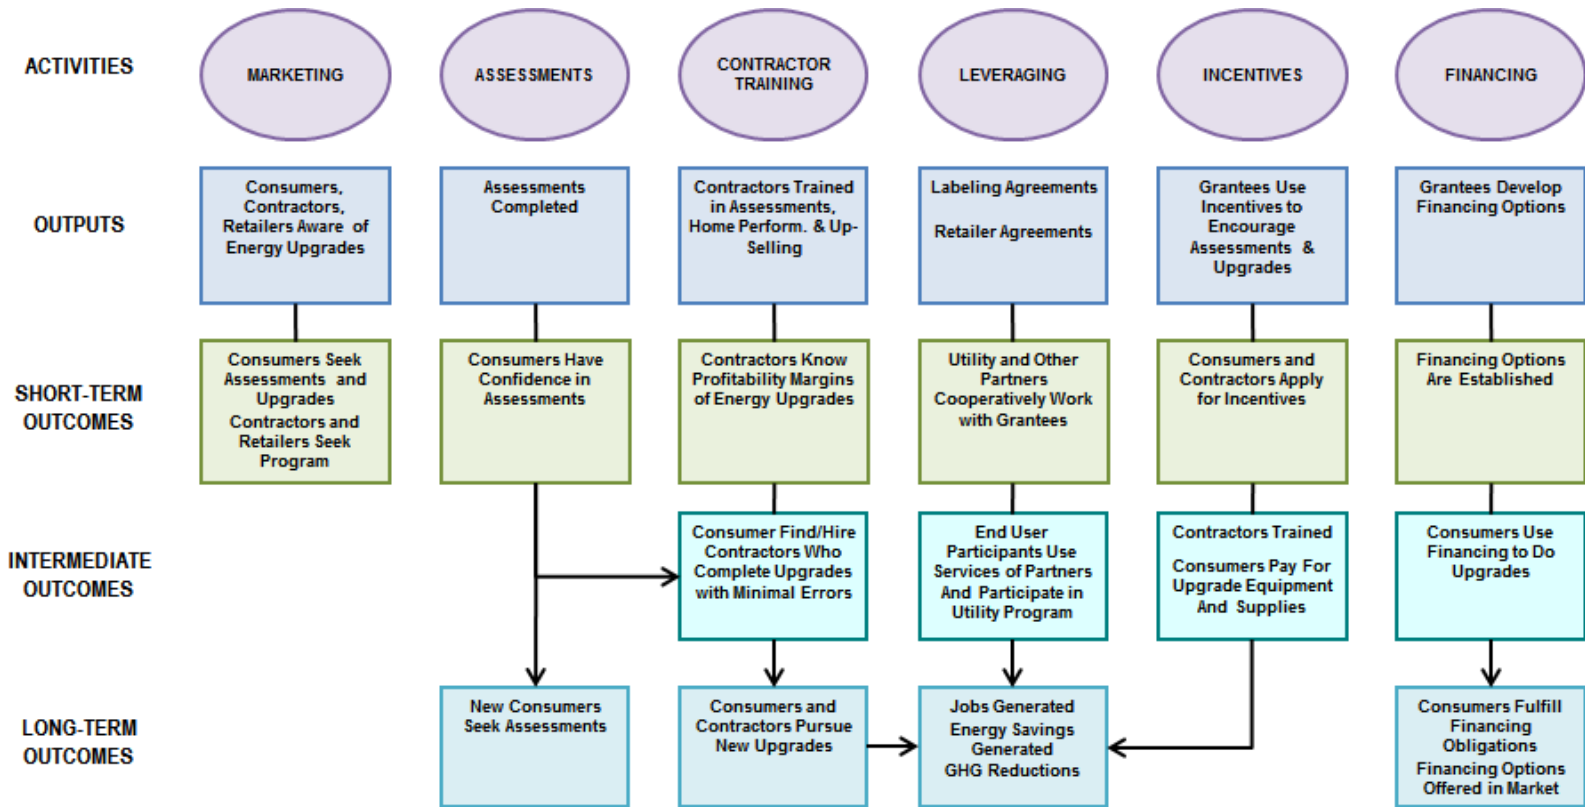 ACTIVITIES
MARKETING
ASSESSMENTS
CONTRACTOR
TRAINING
LEVERAGING
INCENTIVES
FINANCING
OUTPUTS
Consumers,
Contractors,
Retailers Aware of
Energy Upgrades
Assessments
Completed
Contractors Trained
in Assessments,
Home Perform. & Up-
Selling
Labeling Agreements
Retailer Agreements
Grantees Use
Incentives to
Encourage
Assessments &
Upgrades
Grantees Develop
Financing Options
SHORT-TERM
OUTCOMES
Consumers Seek
Assessments and
Upgrades
Contractors and
Retailers Seek
Program
Consumers Have
Confidence in
Assessments
Contractors Know
Profitability Margins
of Energy Upgrades
Utility and Other
Partners
Cooperatively Work
with Grantees
Consumers and
Contractors Apply
for Incentives
Financing Options
Are Established
INTERMEDIATE
OUTCOMES
Consumer Find/Hire
Contractors Who
Complete Upgrades
with Minimal Errors
End User
Participants Use
Services of Partners
And Participate in
Utility Program
Contractors Trained
Consumers Pay For
Upgrade Equipment
And Supplies
Consumers Use
Financing to Do
Upgrades
LONG-TERM
OUTCOMES
New Consumers
Seek Assessments
Consumers and
Contractors Pursue
New Upgrades
Jobs Generated
Energy Savings
Generated
GHG Reductions
Consumers Fulfill
Financing
Obligations
Financing Options
Offered in Market